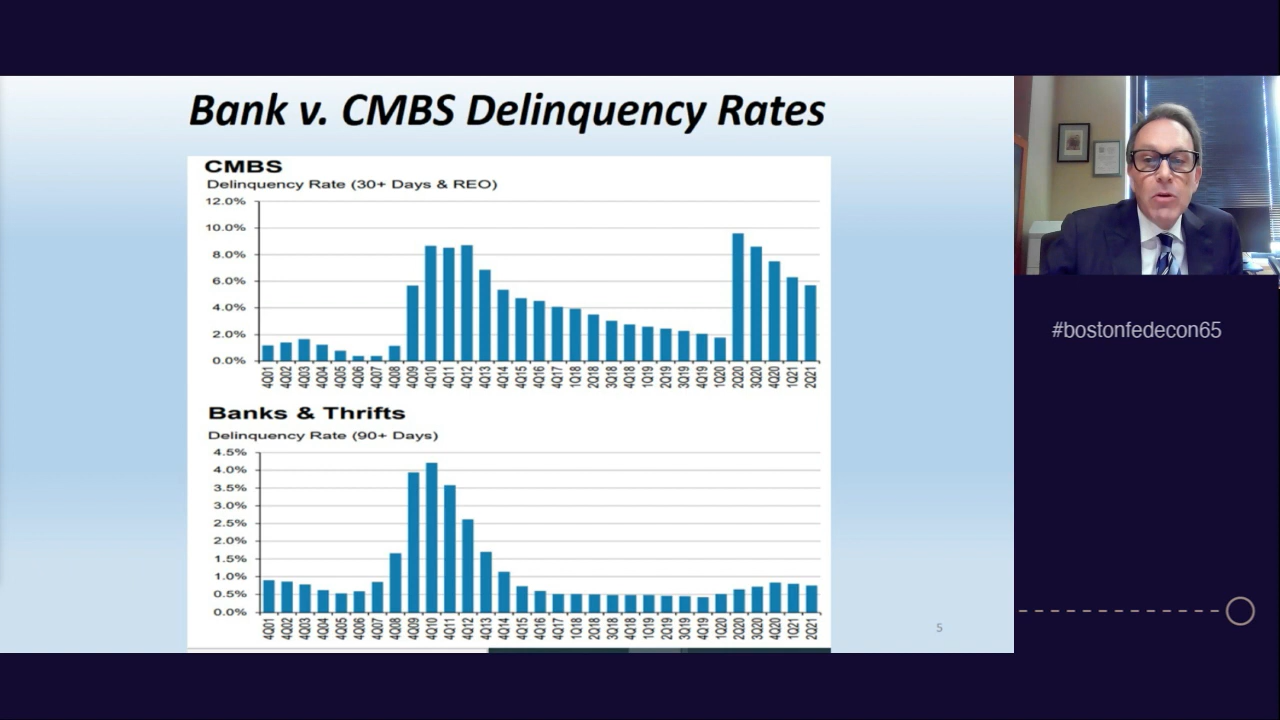 Bank v. CMBS Delinquency Rates
CMBS
Delinquency Rate (30+ Days & REO)
12.0%
10.0%
8.0%
6.0%
4.0%
2.0%
0.0%
4Q01 4Q02 4Q03 4Q04 4Q05 4Q06 4Q07 4Q08 4Q09 4Q10 4Q11 4Q12 4Q13 4Q14 4Q15 4Q16 4Q17 1Q18 2Q18 3Q18 4Q18 1Q19 2Q19 3Q19 4Q19 1Q20 2Q20 3Q20 4Q20 1Q21 2Q21
Banks & Thrifts
Delinquency Rate (90+ Days)
4.5%
4.0%
3.5%
3.0%
2.5%
2.0%
1.5%
1.0%
0.5%
0.0%
4Q01 4Q02 4Q03 4Q04 4Q05 4Q06 4Q07 4Q08 4Q09 4Q10 4Q11 4Q12 4Q13 4Q14 4Q15 4Q16 4Q17 1Q18 2Q18 3Q18 4Q18 1Q19 2Q19 3Q19 4Q19 1Q20 2Q20 3Q20 4Q20 1Q21 2Q21
5
#bostonfedecon65